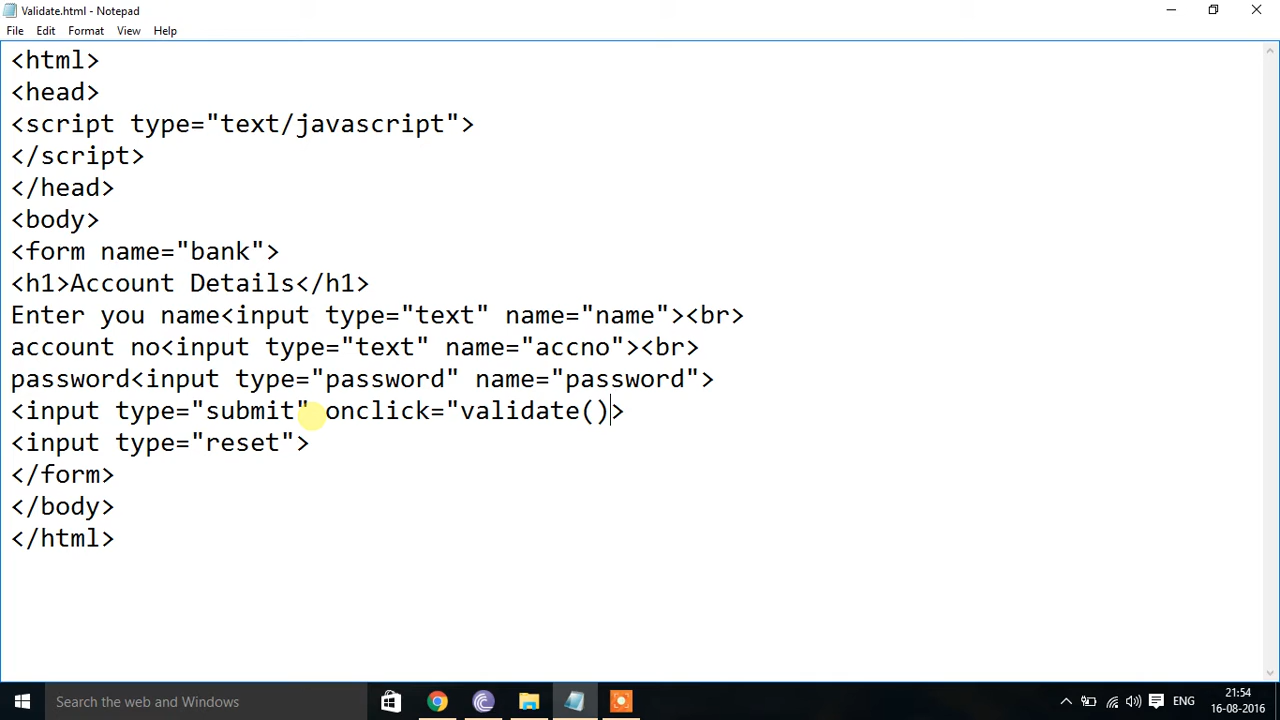 Validate.html - Notepad
File Edit Format View Help
<html>
<head>
<script type="text/javascript">
</script>
</head>
<body>
<form name="bank">
<h1>Account Details</h1>
Enter you name<input type="text" name="name"><br>
account no<input type="text" name="accno"><br>
password<input type="password" name="password">
<input type="submit" onclick="validate()>
<input type="reset">
</form>
</body>
</html>
Search the web and Windows
ENG
21:54
16-08-2016